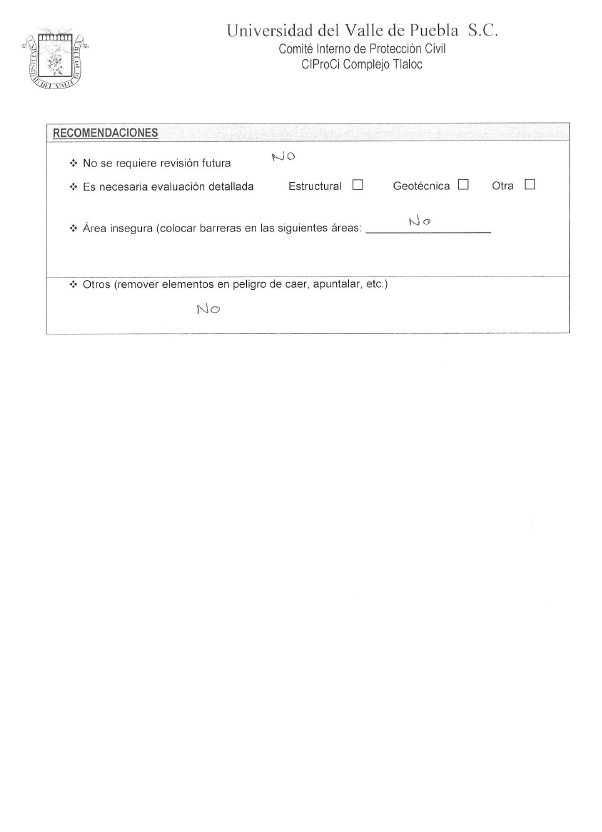 Universidad del Valle de Puebla S.C.
Comité Interno de Protección Civil
CIProCi Complejo Tlaloc
RECOMENDACIONES
❖ No se requiere revisión futura NO
❖ Es necesaria evaluación detallada Estructural ☐ Geotécnica ☐ Otra ☐
❖ Área insegura (colocar barreras en las siguientes áreas: No
❖ Otros (remover elementos en peligro de caer, apuntalar, etc.)
No